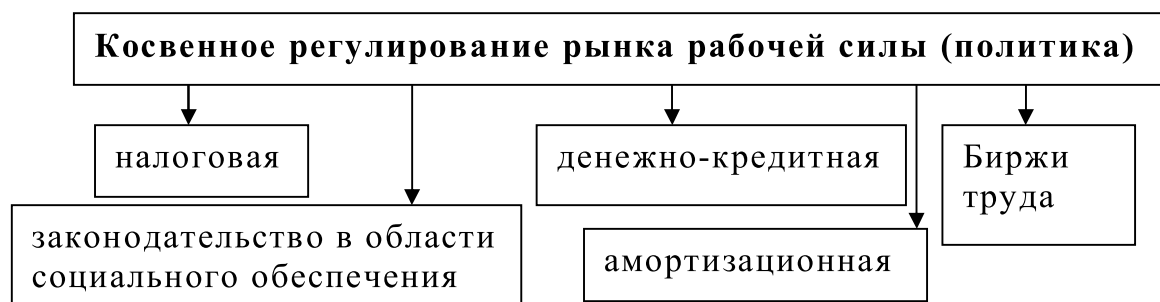 Косвенное регулирование рынка рабочей силы (политика)
налоговая
денежно-кредитная
Биржи
труда
законодательство в области
социального обеспечения
амортизационная